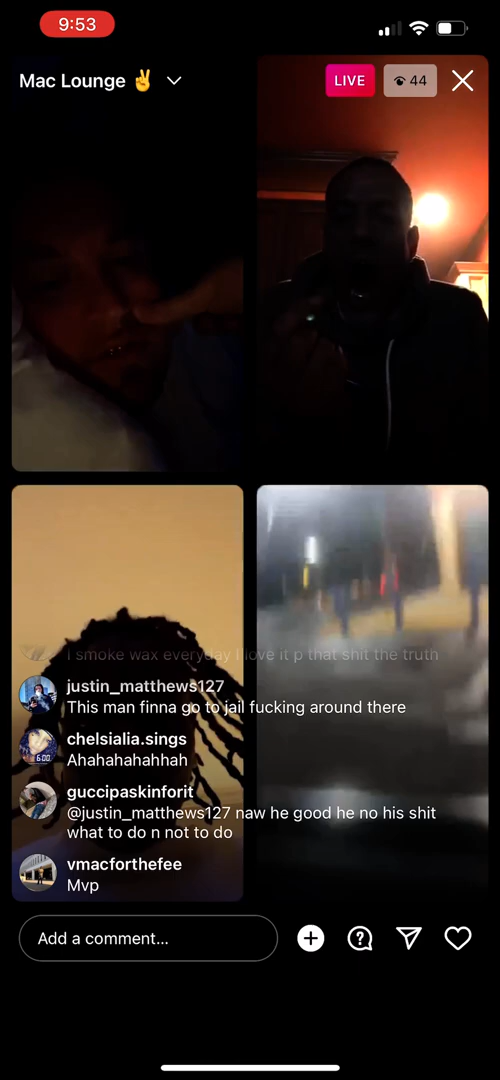 9:53
Mac Lounge ✌️
LIVE
44
I smoke wax everyday I love it p that shit the truth
justin_matthews127
This man finna go to jail fucking around there
chelsialia.sings
Ahahahahahhah
6:00
guccipaskinforit
@justin_matthews127 naw he good he no his shit
what to do n not to do
vmacforthefee
Mvp
Add a comment...